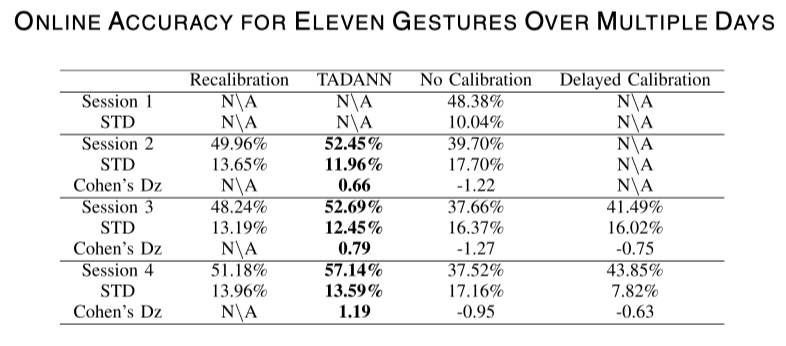 ONLINE ACCURACY FOR ELEVEN GESTURES OVER MULTIPLE DAYS
Recalibration TADANN No Calibration Delayed Calibration
Session 1 N\A N\A 48.38% N\A
STD N\A N\A 10.04% N\A
Session 2 49.96% 52.45% 39.70% N\A
STD 13.65% 11.96% 17.70% N\A
Cohen's Dz N\A 0.66 -1.22 N\A
Session 3 48.24% 52.69% 37.66% 41.49%
STD 13.19% 12.45% 16.37% 16.02%
Cohen's Dz N\A 0.79 -1.27 -0.75
Session 4 51.18% 57.14% 37.52% 43.85%
STD 13.96% 13.59% 17.16% 7.82%
Cohen's Dz N\A 1.19 -0.95 -0.63